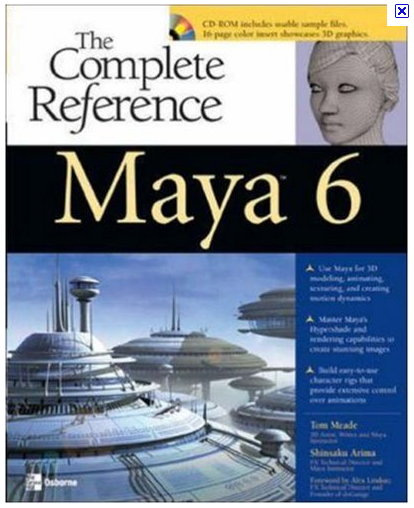 CD-ROM includes usable sample files.
16-page color insert showcases 3D graphics.
The
Complete
Reference
Maya™ 6
Use Maya for 3D
modeling, animating,
texturing, and creating
motion dynamics
Master Maya's
Hypershade and
rendering capabilities to
create stunning images
Build easy-to-use
character rigs that
provide extensive control
over animations
Tom Meade
3D Artist, Writer and Maya
Instructor
Shinsaku Arima
FX Technical Director and
Maya Instructor
Foreword by Alex Lindsay,
FX Technical Director and
Founder of dvGarage
Osborne